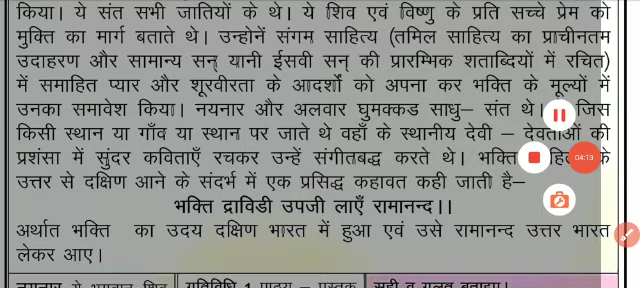 किया। ये संत सभी जातियों के थे। ये शिव एवं विष्णु के प्रति सच्चे प्रेम को
मुक्ति का मार्ग बताते थे। उन्होनें संगम साहित्य (तमिल साहित्य का प्राचीनतम
उदाहरण और सामान्य सन् यानी ईसवी सन् की प्रारम्भिक शताब्दियों में रचित)
में समाहित प्यार और शूरवीरता के आदर्शों को अपना कर भक्ति के मूल्यों में
उनका समावेश किया। नयनार और अलवार घुमक्कड साधु– संत थे। जिस
किसी स्थान या गाँव या स्थान पर जाते थे वहाँ के स्थानीय देवी – देवताओं की
प्रशंसा में सुंदर कविताएँ रचकर उन्हें संगीतबद्ध करते थे। भक्ति के 04:13
उत्तर से दक्षिण आने के संदर्भ में एक प्रसिद्ध कहावत कही जाती है–
भक्ति द्राविडी उपजी लाएँ रामानन्द।।
अर्थात भक्ति का उदय दक्षिण भारत में हुआ एवं उसे रामानन्द उत्तर भारत
लेकर आए।